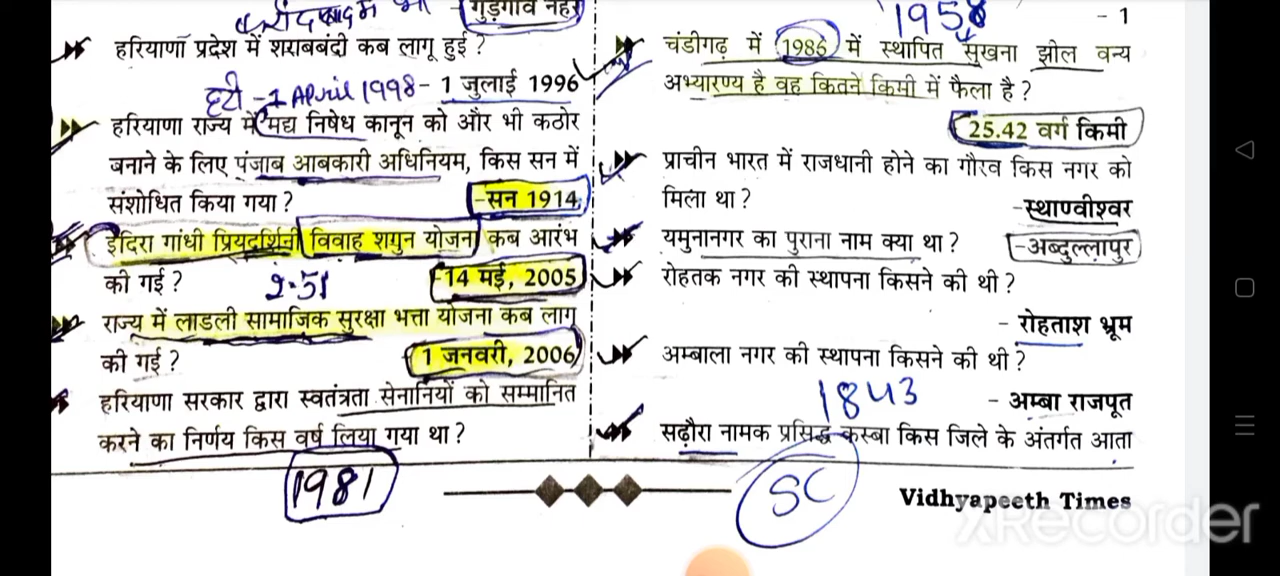 गुड़गांव नहर
हरियाणा प्रदेश में शराबबंदी कब लागू हुई ?
हटी - 1 April 1998 - 1 जुलाई 1996
हरियाणा राज्य में मद्य निषेध कानून को और भी कठोर
बनाने के लिए पंजाब आबकारी अधिनियम, किस सन में
संशोधित किया गया ?
-सन 1914
इंदिरा गांधी प्रियदर्शिनी विवाह शगुन योजना कब आरंभ
की गई ?
-14 मई, 2005
राज्य में लाडली सामाजिक सुरक्षा भत्ता योजना कब लागू
की गई ?
1 जनवरी, 2006
हरियाणा सरकार द्वारा स्वतंत्रता सेनानियों को सम्मानित
करने का निर्णय किस वर्ष लिया गया था ?
1981
- 1
चंडीगढ़ में 1986 में स्थापित सुखना झील वन्य
अभ्यारण्य है वह कितने किमी में फैला है ?
25.42 वर्ग किमी
प्राचीन भारत में राजधानी होने का गौरव किस नगर को
मिला था ?
-स्थाण्वीश्वर
यमुनानगर का पुराना नाम क्या था ?
-अब्दुल्लापुर
रोहतक नगर की स्थापना किसने की थी ?
- रोहताश भ्रूम
अम्बाला नगर की स्थापना किसने की थी ?
1843
- अम्बा राजपूत
सढ़ौरा नामक प्रसिद्ध कस्बा किस जिले के अंतर्गत आता
SC
Vidhyapeeth Times
XRecorder